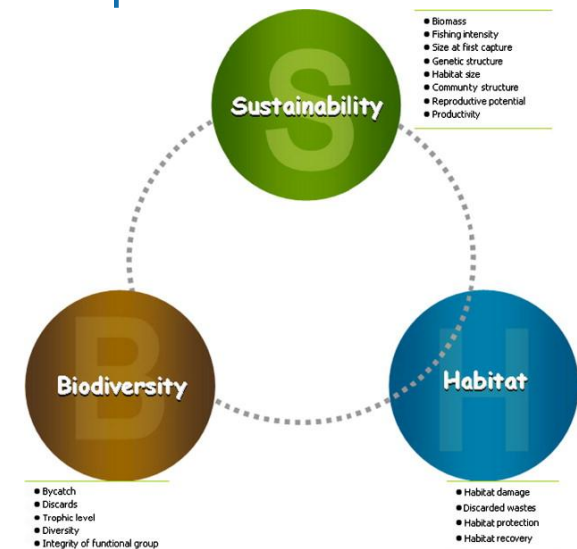 ● Biomass
● Fishing intensity
● Size at first capture
● Genetic structure
● Habitat size
● Communty structure
● Reproductive potential
● Productivity
S
Sustainability
B
Biodiversity
H
Habitat
● Bycatch
● Discards
● Trophic level
● Diversity
● Integrity of functional group
● Habitat damage
● Discarded wastes
● Habitat protection
● Habitat recovery